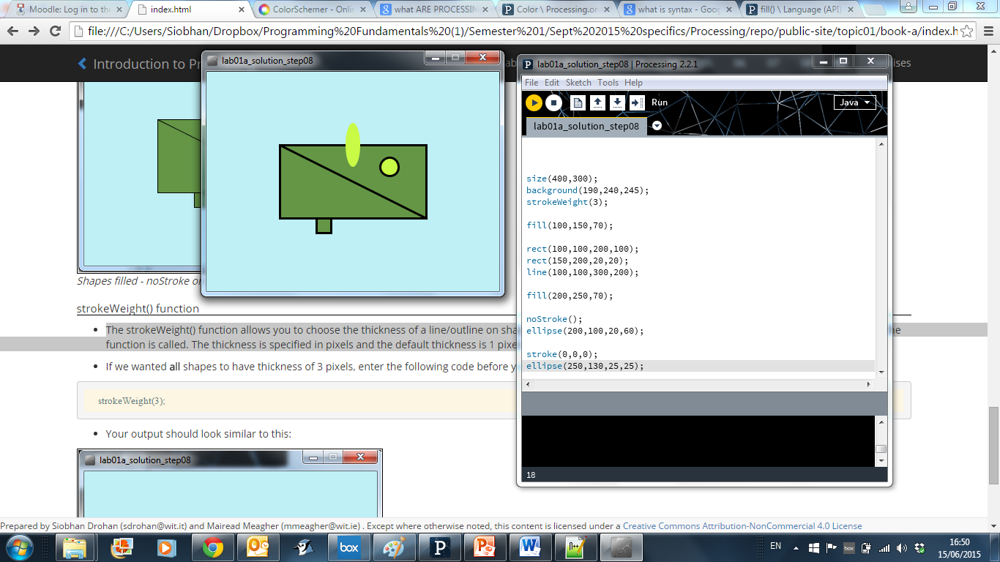 Moodle: Log in to the
index.html
ColorSchemer - Onli
what ARE PROCESSIN
Color \ Processing.or
what is syntax - Goog
fill() \ Language (API)
file:///C:/Users/Siobhan/Dropbox/Programming%20Fundamentals%20(1)/Semester%201/Sept%202015%20specifics/Processing/repo/public-site/topic01/book-a/index.h
Introduction to Pr
ises
lab01a_solution_step08
Shapes filled - noStroke or
strokeWeight() function
The strokeWeight() function allows you to choose the thickness of a line/outline on sha
function is called. The thickness is specified in pixels and the default thickness is 1 pixe
If we wanted all shapes to have thickness of 3 pixels, enter the following code before y
strokeWeight(3);
Your output should look similar to this:
lab01a_solution_step08
lab01a_solution_step08 | Processing 2.2.1
File Edit Sketch Tools Help
Run
Java
lab01a_solution_step08
size(400,300);
background(190,240,245);
strokeWeight(3);
fill(100,150,70);
rect(100,100,200,100);
rect(150,200,20,20);
line(100,100,300,200);
fill(200,250,70);
noStroke();
ellipse(200,100,20,60);
stroke(0,0,0);
ellipse(250,130,25,25);
18
Prepared by Siobhan Drohan (sdrohan@wit.it) and Mairead Meagher (mmeagher@wit.ie) . Except where otherwise noted, this content is licensed under a Creative Commons Attribution-NonCommercial 4.0 License
box
EN
16:50
15/06/2015